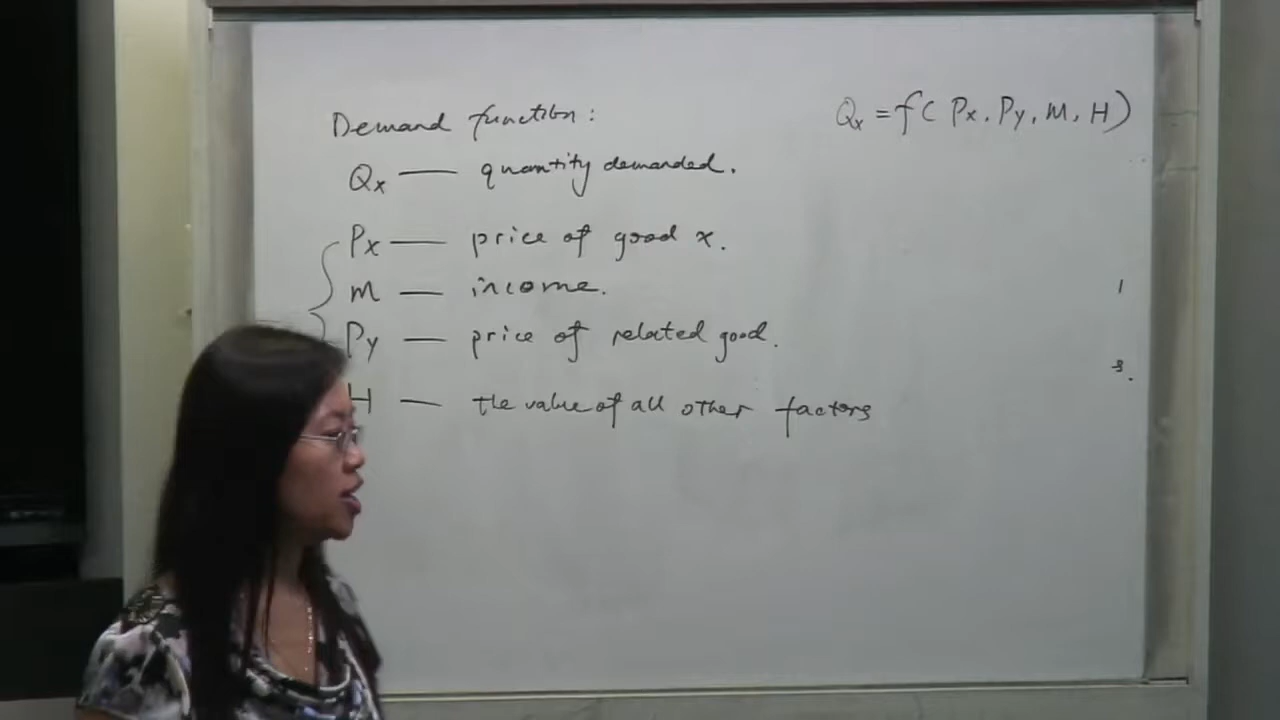 Demand function:
Qx = f( Px, Py, M, H)
Qx — quantity demanded.
Px — price of good x.
M — income.
Py — price of related good.
H — the value of all other factors